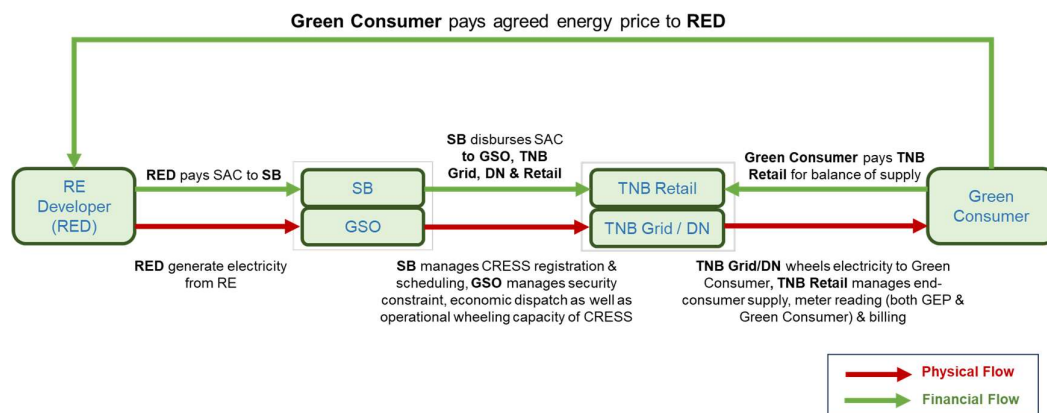 Green Consumer pays agreed energy price to RED
SB disburses SAC
to GSO, TNB
Grid, DN & Retail
RED pays SAC to SB
Green Consumer pays TNB
Retail for balance of supply
RE
Developer
(RED)
SB
GSO
TNB Retail
TNB Grid / DN
Green
Consumer
RED generate electricity
from RE
SB manages CRESS registration &
scheduling, GSO manages security
constraint, economic dispatch as well as
operational wheeling capacity of CRESS
TNB Grid/DN wheels electricity to Green
Consumer, TNB Retail manages end-
consumer supply, meter reading (both GEP &
Green Consumer) & billing
Physical Flow
Financial Flow